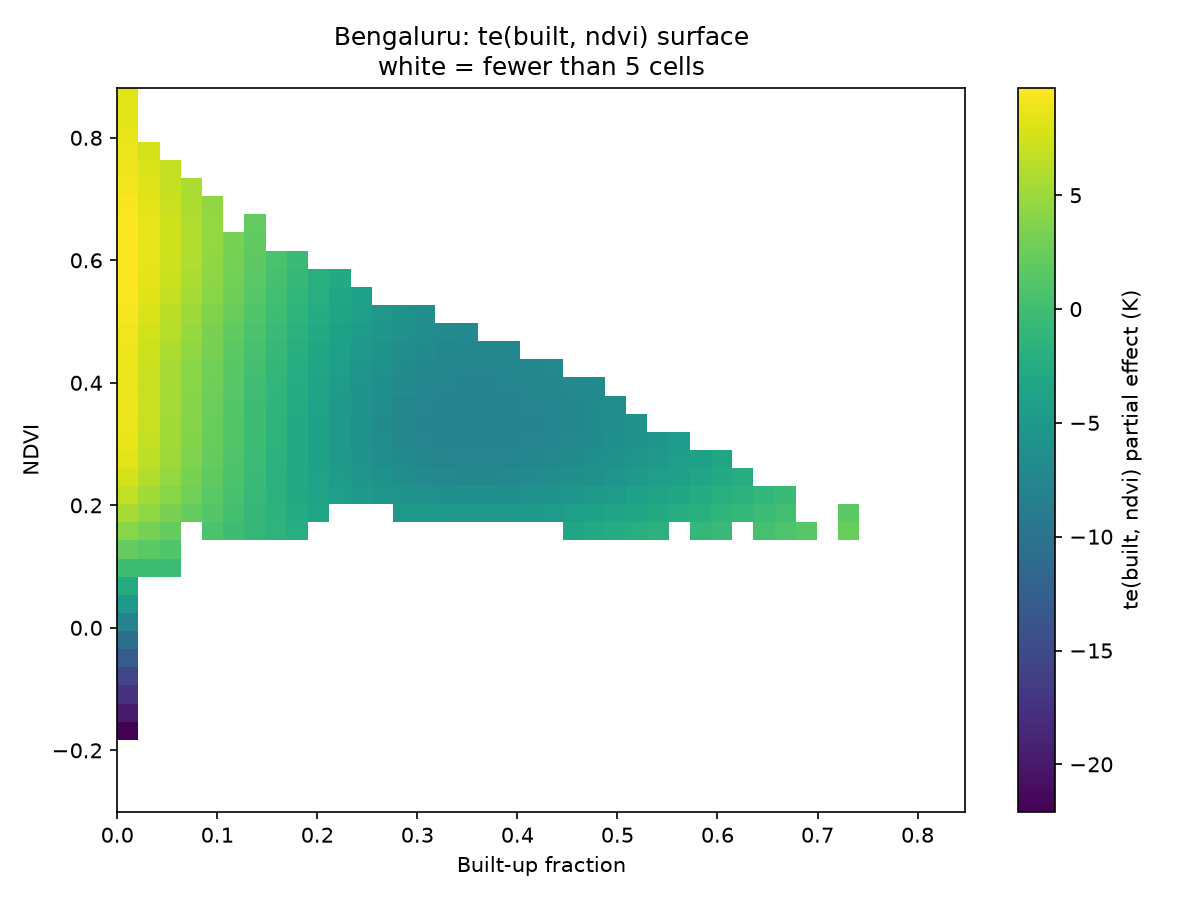 Bengaluru: te(built, ndvi) surface
white = fewer than 5 cells
NDVI
0.8
0.6
0.4
0.2
0.0
−0.2
0.0 0.1 0.2 0.3 0.4 0.5 0.6 0.7 0.8
Built-up fraction
5
0
−5
−10
−15
−20
te(built, ndvi) partial effect (K)